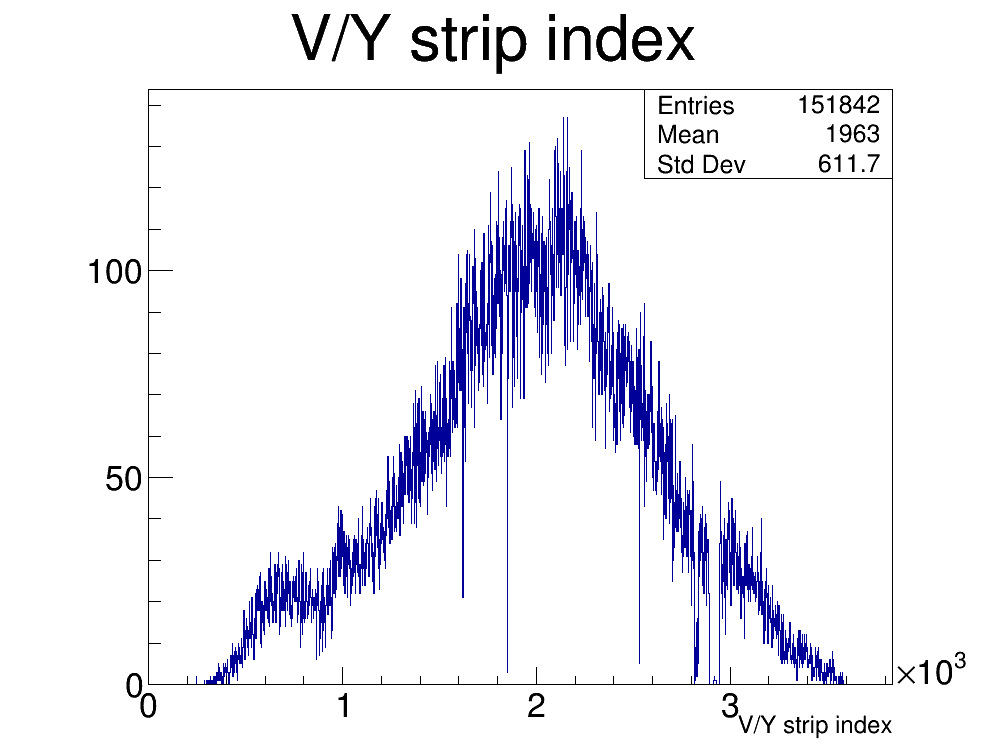 V/Y strip index
Entries 151842
Mean 1963
Std Dev 611.7
100
50
0
0 1 2 3
×10³
V/Y strip index